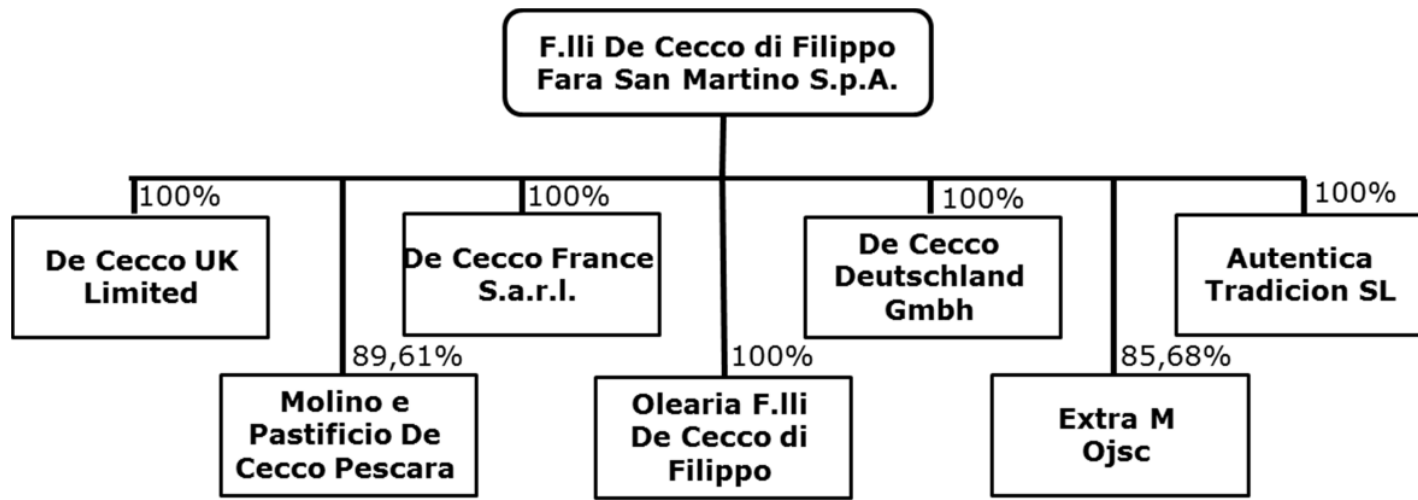 F.lli De Cecco di Filippo
Fara San Martino S.p.A.
100%
De Cecco UK
Limited
100%
De Cecco France
S.a.r.l.
100%
De Cecco
Deutschland
Gmbh
100%
Autentica
Tradicion SL
89,61%
Molino e
Pastificio De
Cecco Pescara
100%
Olearia F.lli
De Cecco di
Filippo
85,68%
Extra M
Ojsc